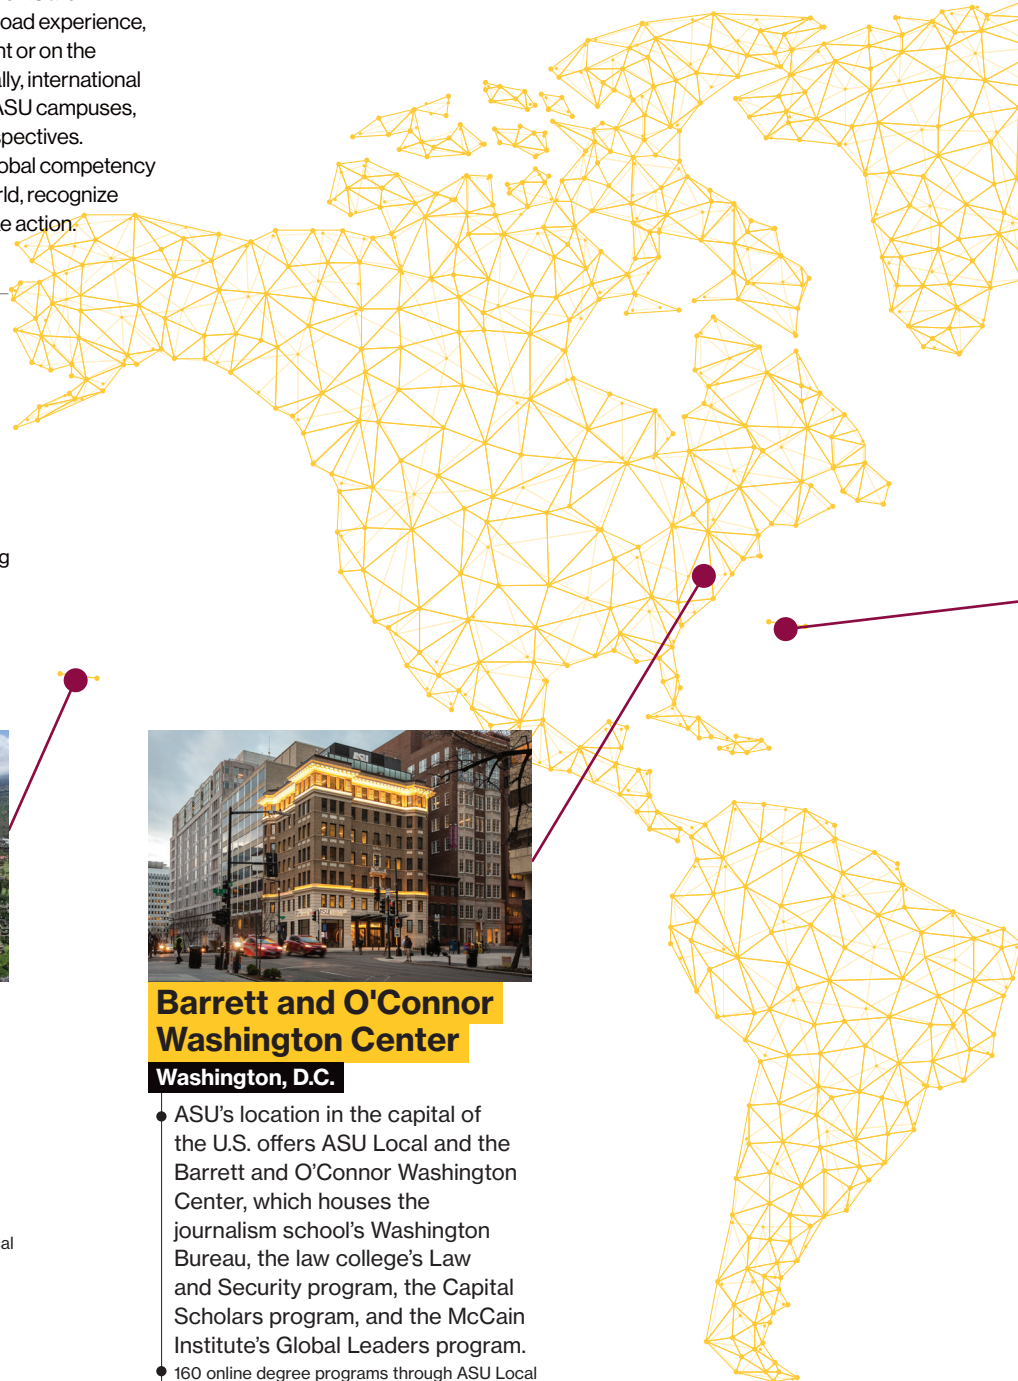 oad experience,
nt or on the
ally, international
ASU campuses,
spectives.
lobal competency
rld, recognize
e action.
g
Barrett and O'Connor
Washington Center
Washington, D.C.
ASU’s location in the capital of
the U.S. offers ASU Local and the
Barrett and O’Connor Washington
Center, which houses the
journalism school’s Washington
Bureau, the law college’s Law
and Security program, the Capital
Scholars program, and the McCain
Institute’s Global Leaders program.
160 online degree programs through ASU Local
al